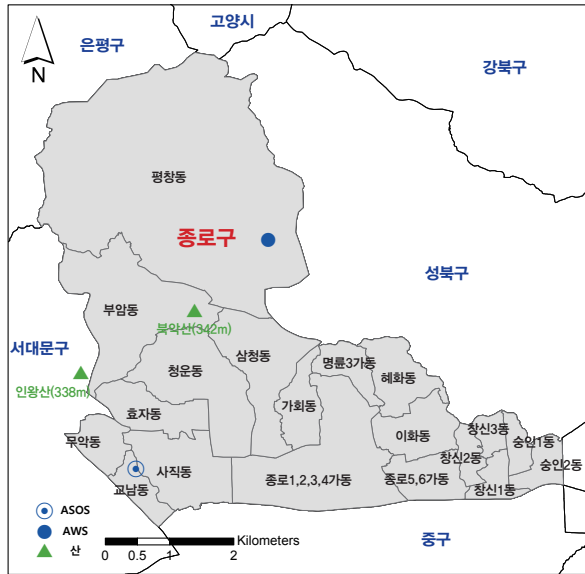 고양시
은평구
강북구
N
평창동
종로구
성북구
부암동
북악산(342m)
서대문구
삼청동
명륜3가동
청운동
혜화동
인왕산(338m)
가회동
효자동
창신3동
무악동
이화동
숭인1동
창신2동
숭인2동
사직동
종로1,2,3,4가동
종로5,6가동
교남동
창신1동
ASOS
AWS
산
0 0.5 1 2
Kilometers
중구